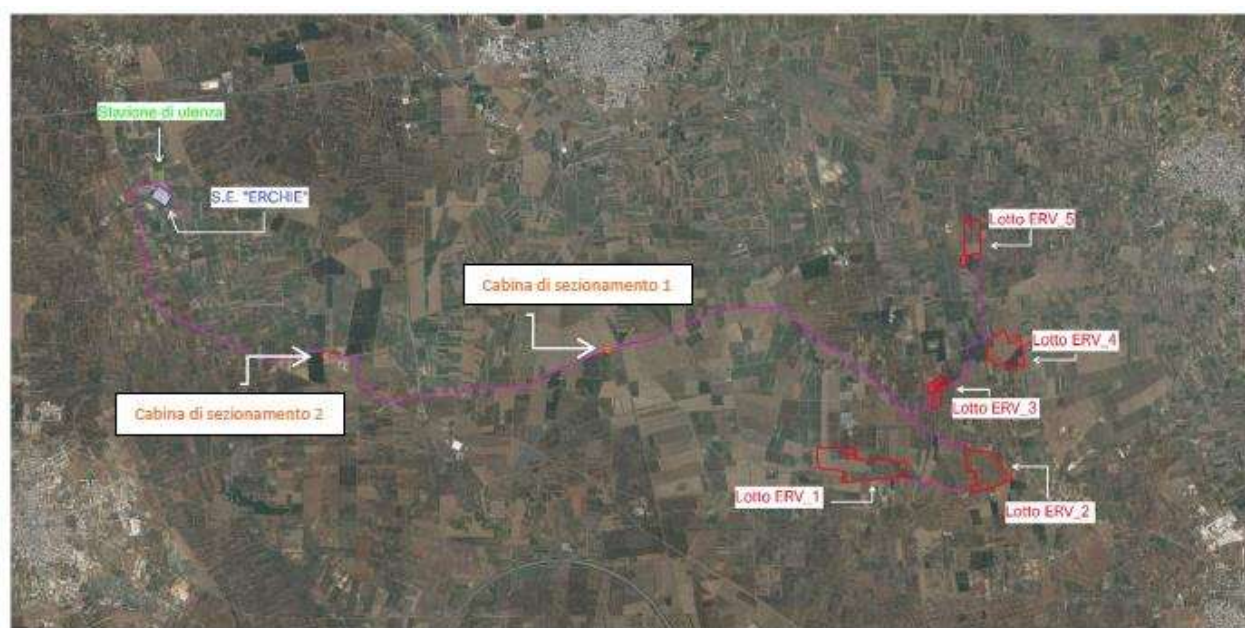 Stazione di utenza
S.E. "ERCHIE"
Lotto ERV_5
Cabina di sezionamento 1
Lotto ERV_4
Cabina di sezionamento 2
Lotto ERV_3
Lotto ERV_1
Lotto ERV_2